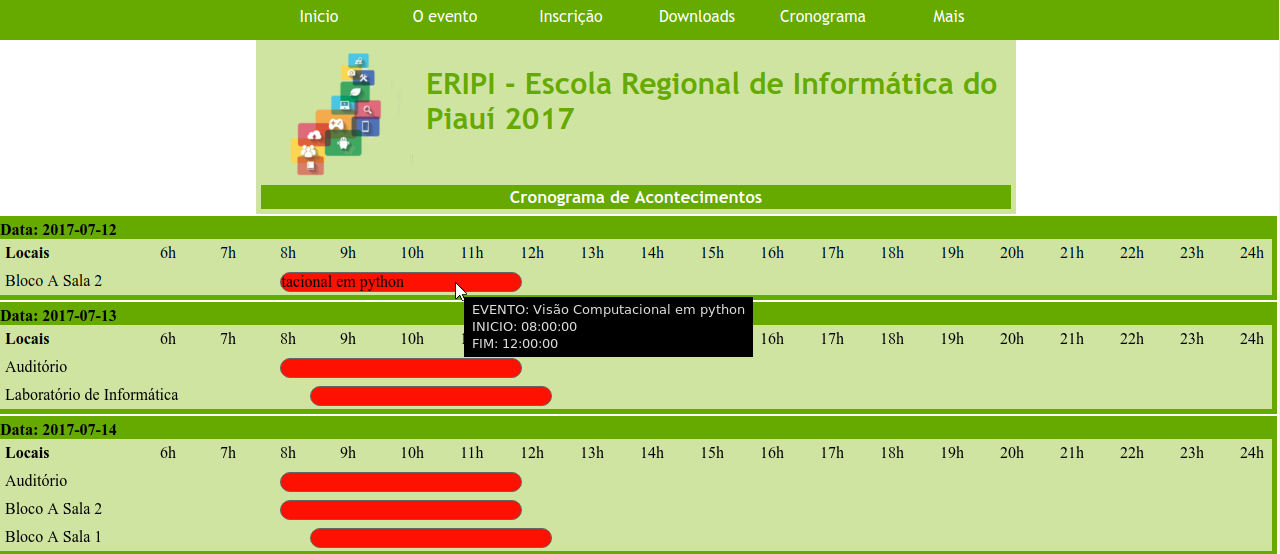 Inicio O evento Inscrição Downloads Cronograma Mais
ERIPI - Escola Regional de Informática do
Piauí 2017
Cronograma de Acontecimentos
Data: 2017-07-12
Locais 6h 7h 8h 9h 10h 11h 12h 13h 14h 15h 16h 17h 18h 19h 20h 21h 22h 23h 24h
Bloco A Sala 2 tacional em python
EVENTO: Visão Computacional em python
INICIO: 08:00:00
FIM: 12:00:00
Data: 2017-07-13
Locais 6h 7h 8h 9h 10h 16h 17h 18h 19h 20h 21h 22h 23h 24h
Auditório
Laboratório de Informática
Data: 2017-07-14
Locais 6h 7h 8h 9h 10h 11h 12h 13h 14h 15h 16h 17h 18h 19h 20h 21h 22h 23h 24h
Auditório
Bloco A Sala 2
Bloco A Sala 1